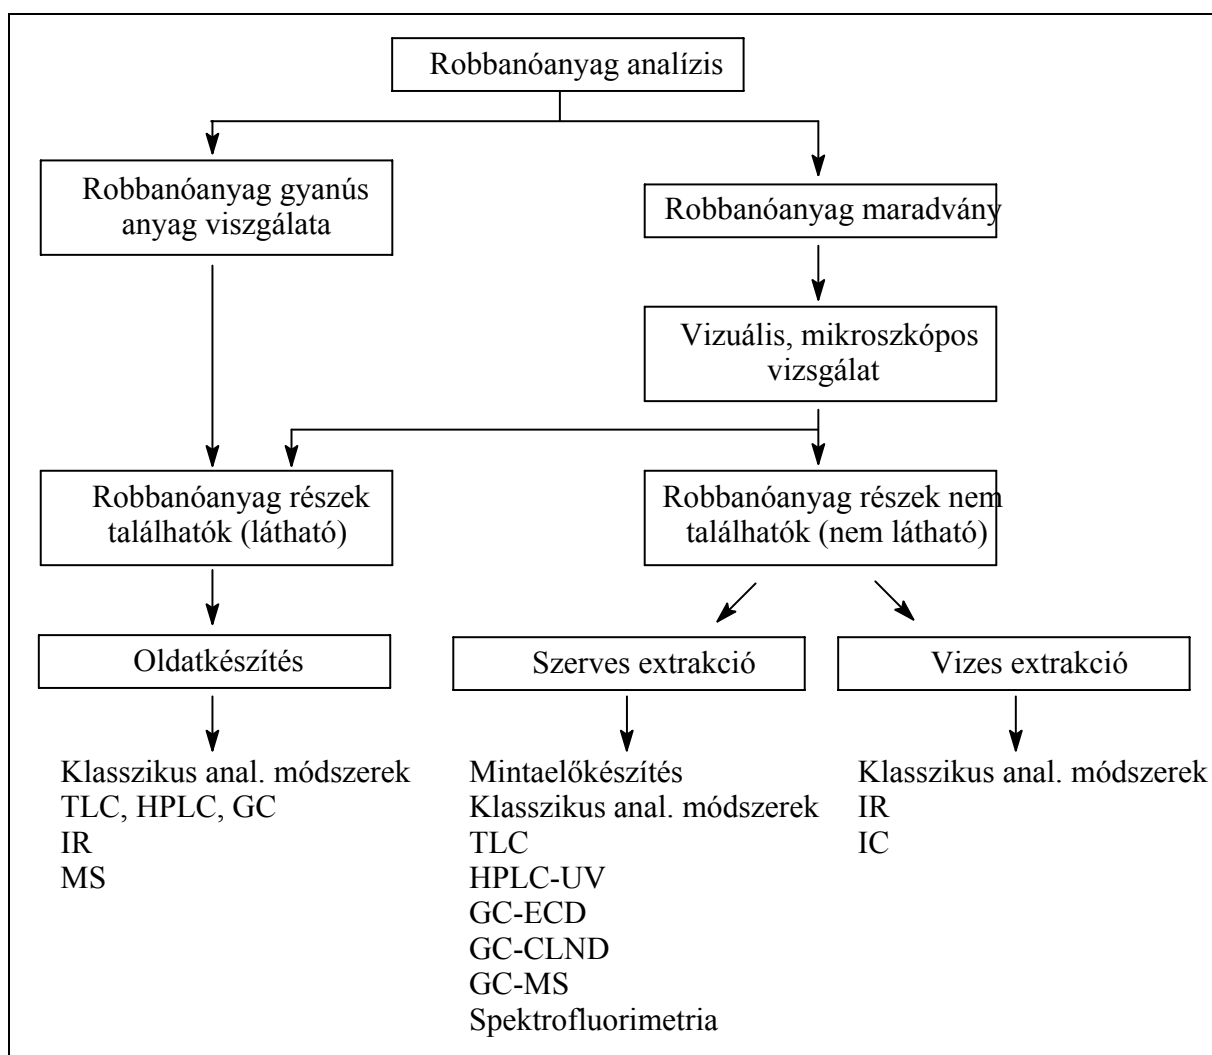 Robbanóanyag analízis
Robbanóanyag gyanús
anyag viszgálata
Robbanóanyag maradvány
Vizuális, mikroszkópos
vizsgálat
Robbanóanyag részek
találhatók (látható)
Robbanóanyag részek nem
találhatók (nem látható)
Oldatkészítés
Szerves extrakció
Vizes extrakció
Klasszikus anal. módszerek
TLC, HPLC, GC
IR
MS
Mintaelőkészítés
Klasszikus anal. módszerek
TLC
HPLC-UV
GC-ECD
GC-CLND
GC-MS
Spektrofluorimetria
Klasszikus anal. módszerek
IR
IC